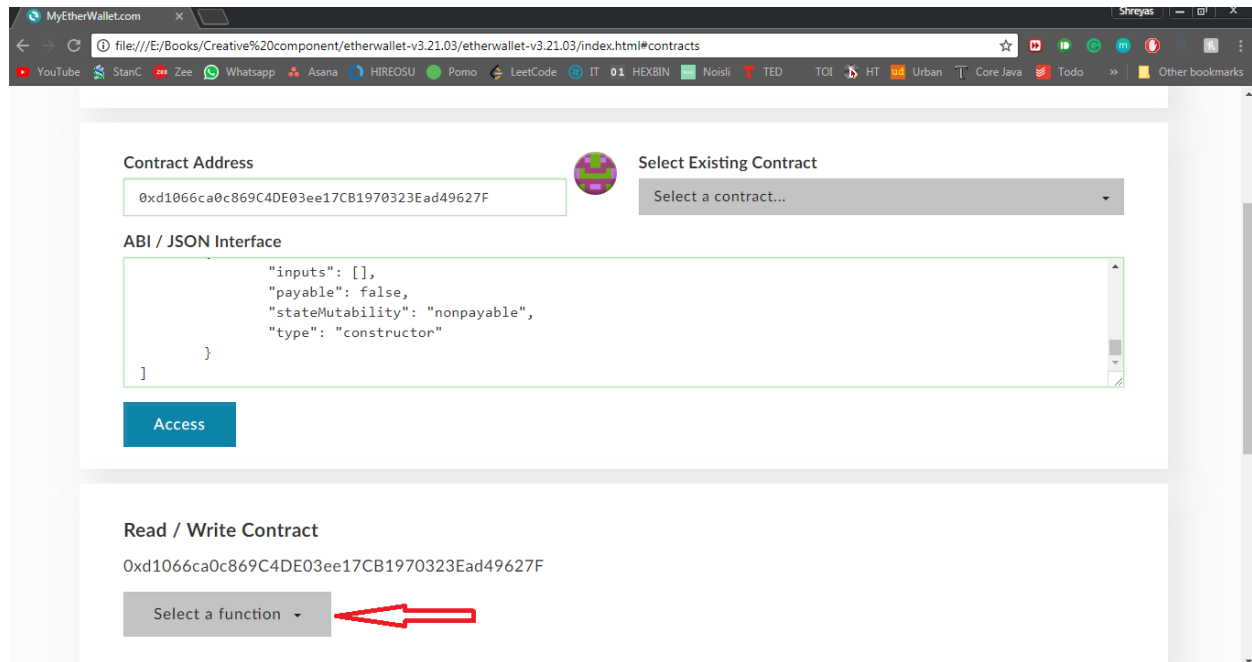 MyEtherWallet.com
Shreyas
file:///E:/Books/Creative%20component/etherwallet-v3.21.03/etherwallet-v3.21.03/index.html#contracts
YouTube StanC Zee Whatsapp Asana HIREOSU Pomo LeetCode IT 01 HEXBIN Noisli TED TOI HT ud Urban Core Java Todo » Other bookmarks
Contract Address
Select Existing Contract
0xd1066ca0c869C4DE03ee17CB1970323Ead49627F
Select a contract...
ABI / JSON Interface
"inputs": [],
"payable": false,
"stateMutability": "nonpayable",
"type": "constructor"
}
]
Access
Read / Write Contract
0xd1066ca0c869C4DE03ee17CB1970323Ead49627F
Select a function